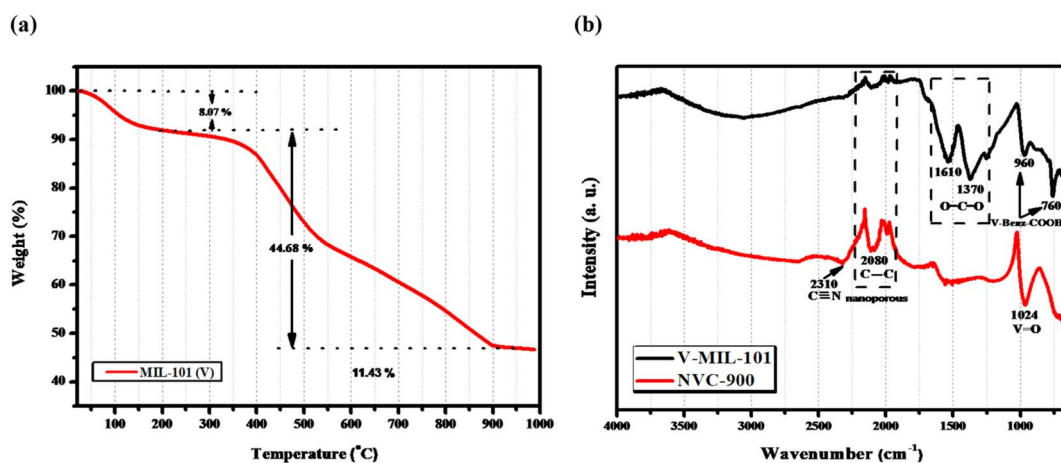 (a)
100
90
80
70
60
50
40
Weight (%)
8.07 %
44.68 %
11.43 %
MIL-101 (V)
100 200 300 400 500 600 700 800 900 1000
Temperature (°C)
(b)
Intensity (a. u.)
1610
1370
O-C-O
960
760
V-Benz-COOH
2310
C≡N
2080
C—C
nanoporous
1024
V=O
V-MIL-101
NVC-900
4000 3500 3000 2500 2000 1500 1000
Wavenumber (cm-1)